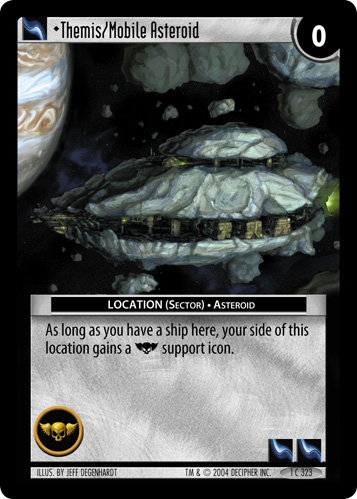 ♦Themis/Mobile Asteroid
0
LOCATION (Sector) • Asteroid
As long as you have a ship here, your side of this
location gains a support icon.
ILLUS. BY JEFF DEGENHARDT TM & © 2004 DECIPHER INC. 1 C 323